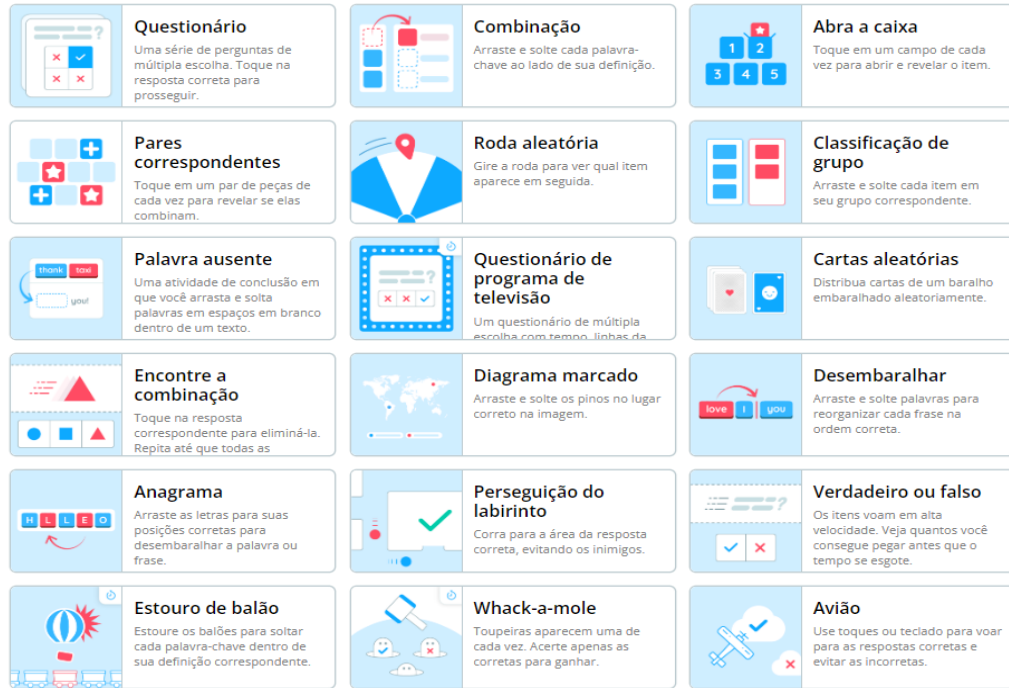 Questionário
Uma série de perguntas de
múltipla escolha. Toque na
resposta correta para
prosseguir.
Combinação
Arraste e solte cada palavra-
chave ao lado de sua definição.
1 2
3 4 5
Abra a caixa
Toque em um campo de cada
vez para abrir e revelar o item.
Pares
correspondentes
Toque em um par de peças de
cada vez para revelar se elas
combinam.
Roda aleatória
Gire a roda para ver qual item
aparece em seguida.
Classificação de
grupo
Arraste e solte cada item em
seu grupo correspondente.
thank taxi
you!
Palavra ausente
Uma atividade de conclusão em
que você arrasta e solta
palavras em espaços em branco
dentro de um texto.
Questionário de
programa de
televisão
Um questionário de múltipla
escolha com tempo, linhas da
Cartas aleatórias
Distribua cartas de um baralho
embaralhado aleatoriamente.
Encontre a
combinação
Toque na resposta
correspondente para eliminá-la.
Repita até que todas as
Diagrama marcado
Arraste e solte os pinos no lugar
correto na imagem.
love I you
Desembaralhar
Arraste e solte palavras para
reorganizar cada frase na
ordem correta.
H L L E O
Anagrama
Arraste as letras para suas
posições corretas para
desembaralhar a palavra ou
frase.
Perseguição do
labirinto
Corra para a área da resposta
correta, evitando os inimigos.
Verdadeiro ou falso
Os itens voam em alta
velocidade. Veja quantos você
consegue pegar antes que o
tempo se esgote.
Estouro de balão
Estoure os balões para soltar
cada palavra-chave dentro de
sua definição correspondente.
Whack-a-mole
Toupeiras aparecem uma de
cada vez. Acerte apenas as
corretas para ganhar.
Avião
Use toques ou teclado para voar
para as respostas corretas e
evitar as incorretas.